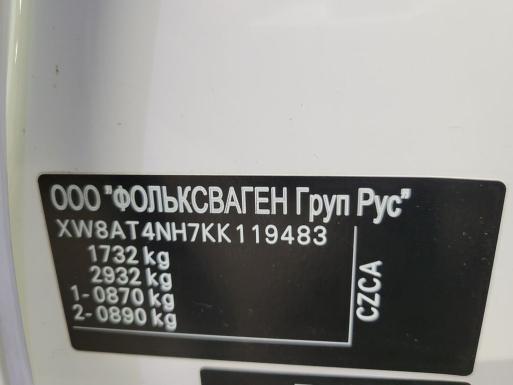 ООО "ФОЛЬКСВАГЕН Груп Рус"
XW8AT4NH7KK119483
1732 kg
2932 kg
1- 0870 kg
2- 0890 kg
CZCA